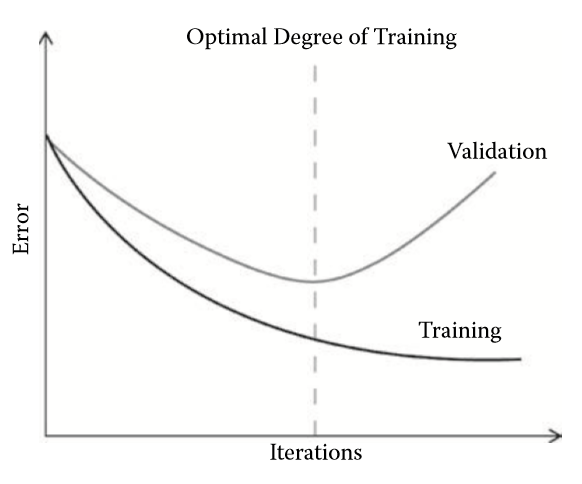 Optimal Degree of Training
Validation
Error
Training
Iterations